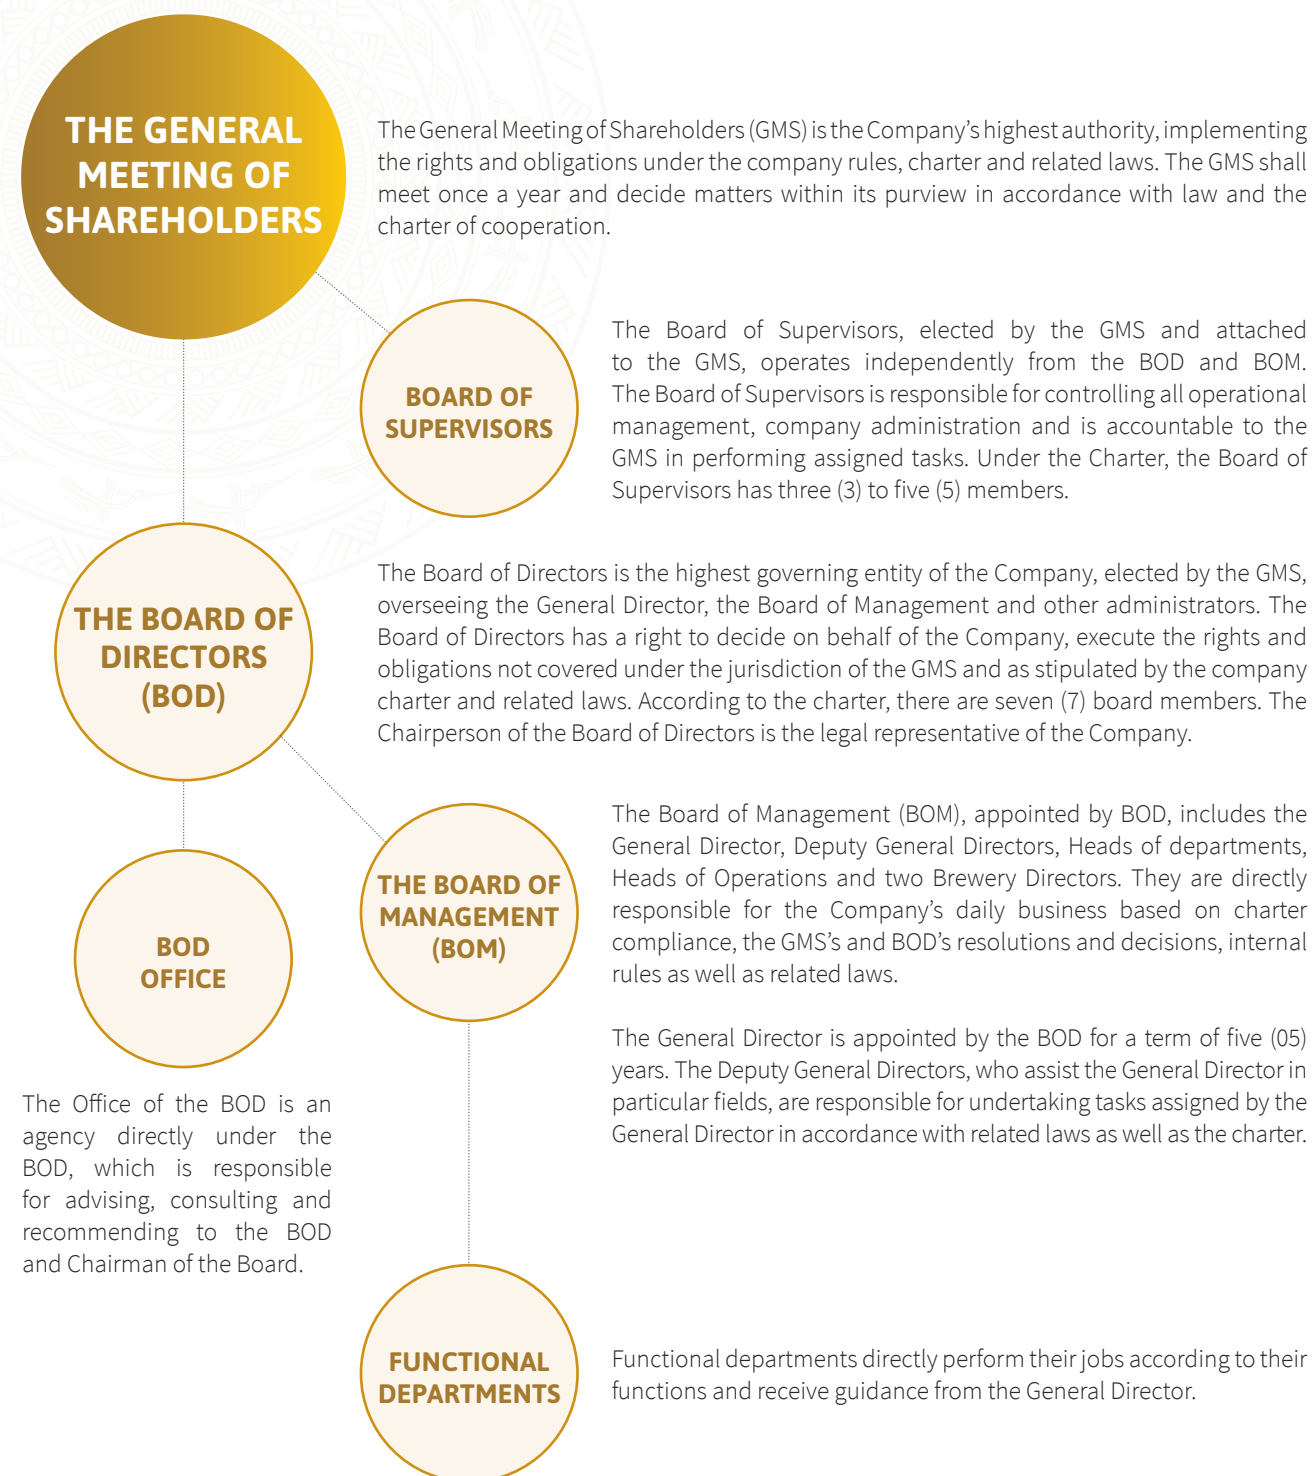 THE GENERAL
MEETING OF
SHAREHOLDERS
The General Meeting of Shareholders (GMS) is the Company’s highest authority, implementing
the rights and obligations under the company rules, charter and related laws. The GMS shall
meet once a year and decide matters within its purview in accordance with law and the
charter of cooperation.
BOARD OF
SUPERVISORS
The Board of Supervisors, elected by the GMS and attached
to the GMS, operates independently from the BOD and BOM.
The Board of Supervisors is responsible for controlling all operational
management, company administration and is accountable to the
GMS in performing assigned tasks. Under the Charter, the Board of
Supervisors has three (3) to five (5) members.
THE BOARD OF
DIRECTORS
(BOD)
The Board of Directors is the highest governing entity of the Company, elected by the GMS,
overseeing the General Director, the Board of Management and other administrators. The
Board of Directors has a right to decide on behalf of the Company, execute the rights and
obligations not covered under the jurisdiction of the GMS and as stipulated by the company
charter and related laws. According to the charter, there are seven (7) board members. The
Chairperson of the Board of Directors is the legal representative of the Company.
THE BOARD OF
MANAGEMENT
(BOM)
The Board of Management (BOM), appointed by BOD, includes the
General Director, Deputy General Directors, Heads of departments,
Heads of Operations and two Brewery Directors. They are directly
responsible for the Company’s daily business based on charter
compliance, the GMS’s and BOD’s resolutions and decisions, internal
rules as well as related laws.
The General Director is appointed by the BOD for a term of five (05)
years. The Deputy General Directors, who assist the General Director in
particular fields, are responsible for undertaking tasks assigned by the
General Director in accordance with related laws as well as the charter.
BOD
OFFICE
The Office of the BOD is an
agency directly under the
BOD, which is responsible
for advising, consulting and
recommending to the BOD
and Chairman of the Board.
FUNCTIONAL
DEPARTMENTS
Functional departments directly perform their jobs according to their
functions and receive guidance from the General Director.